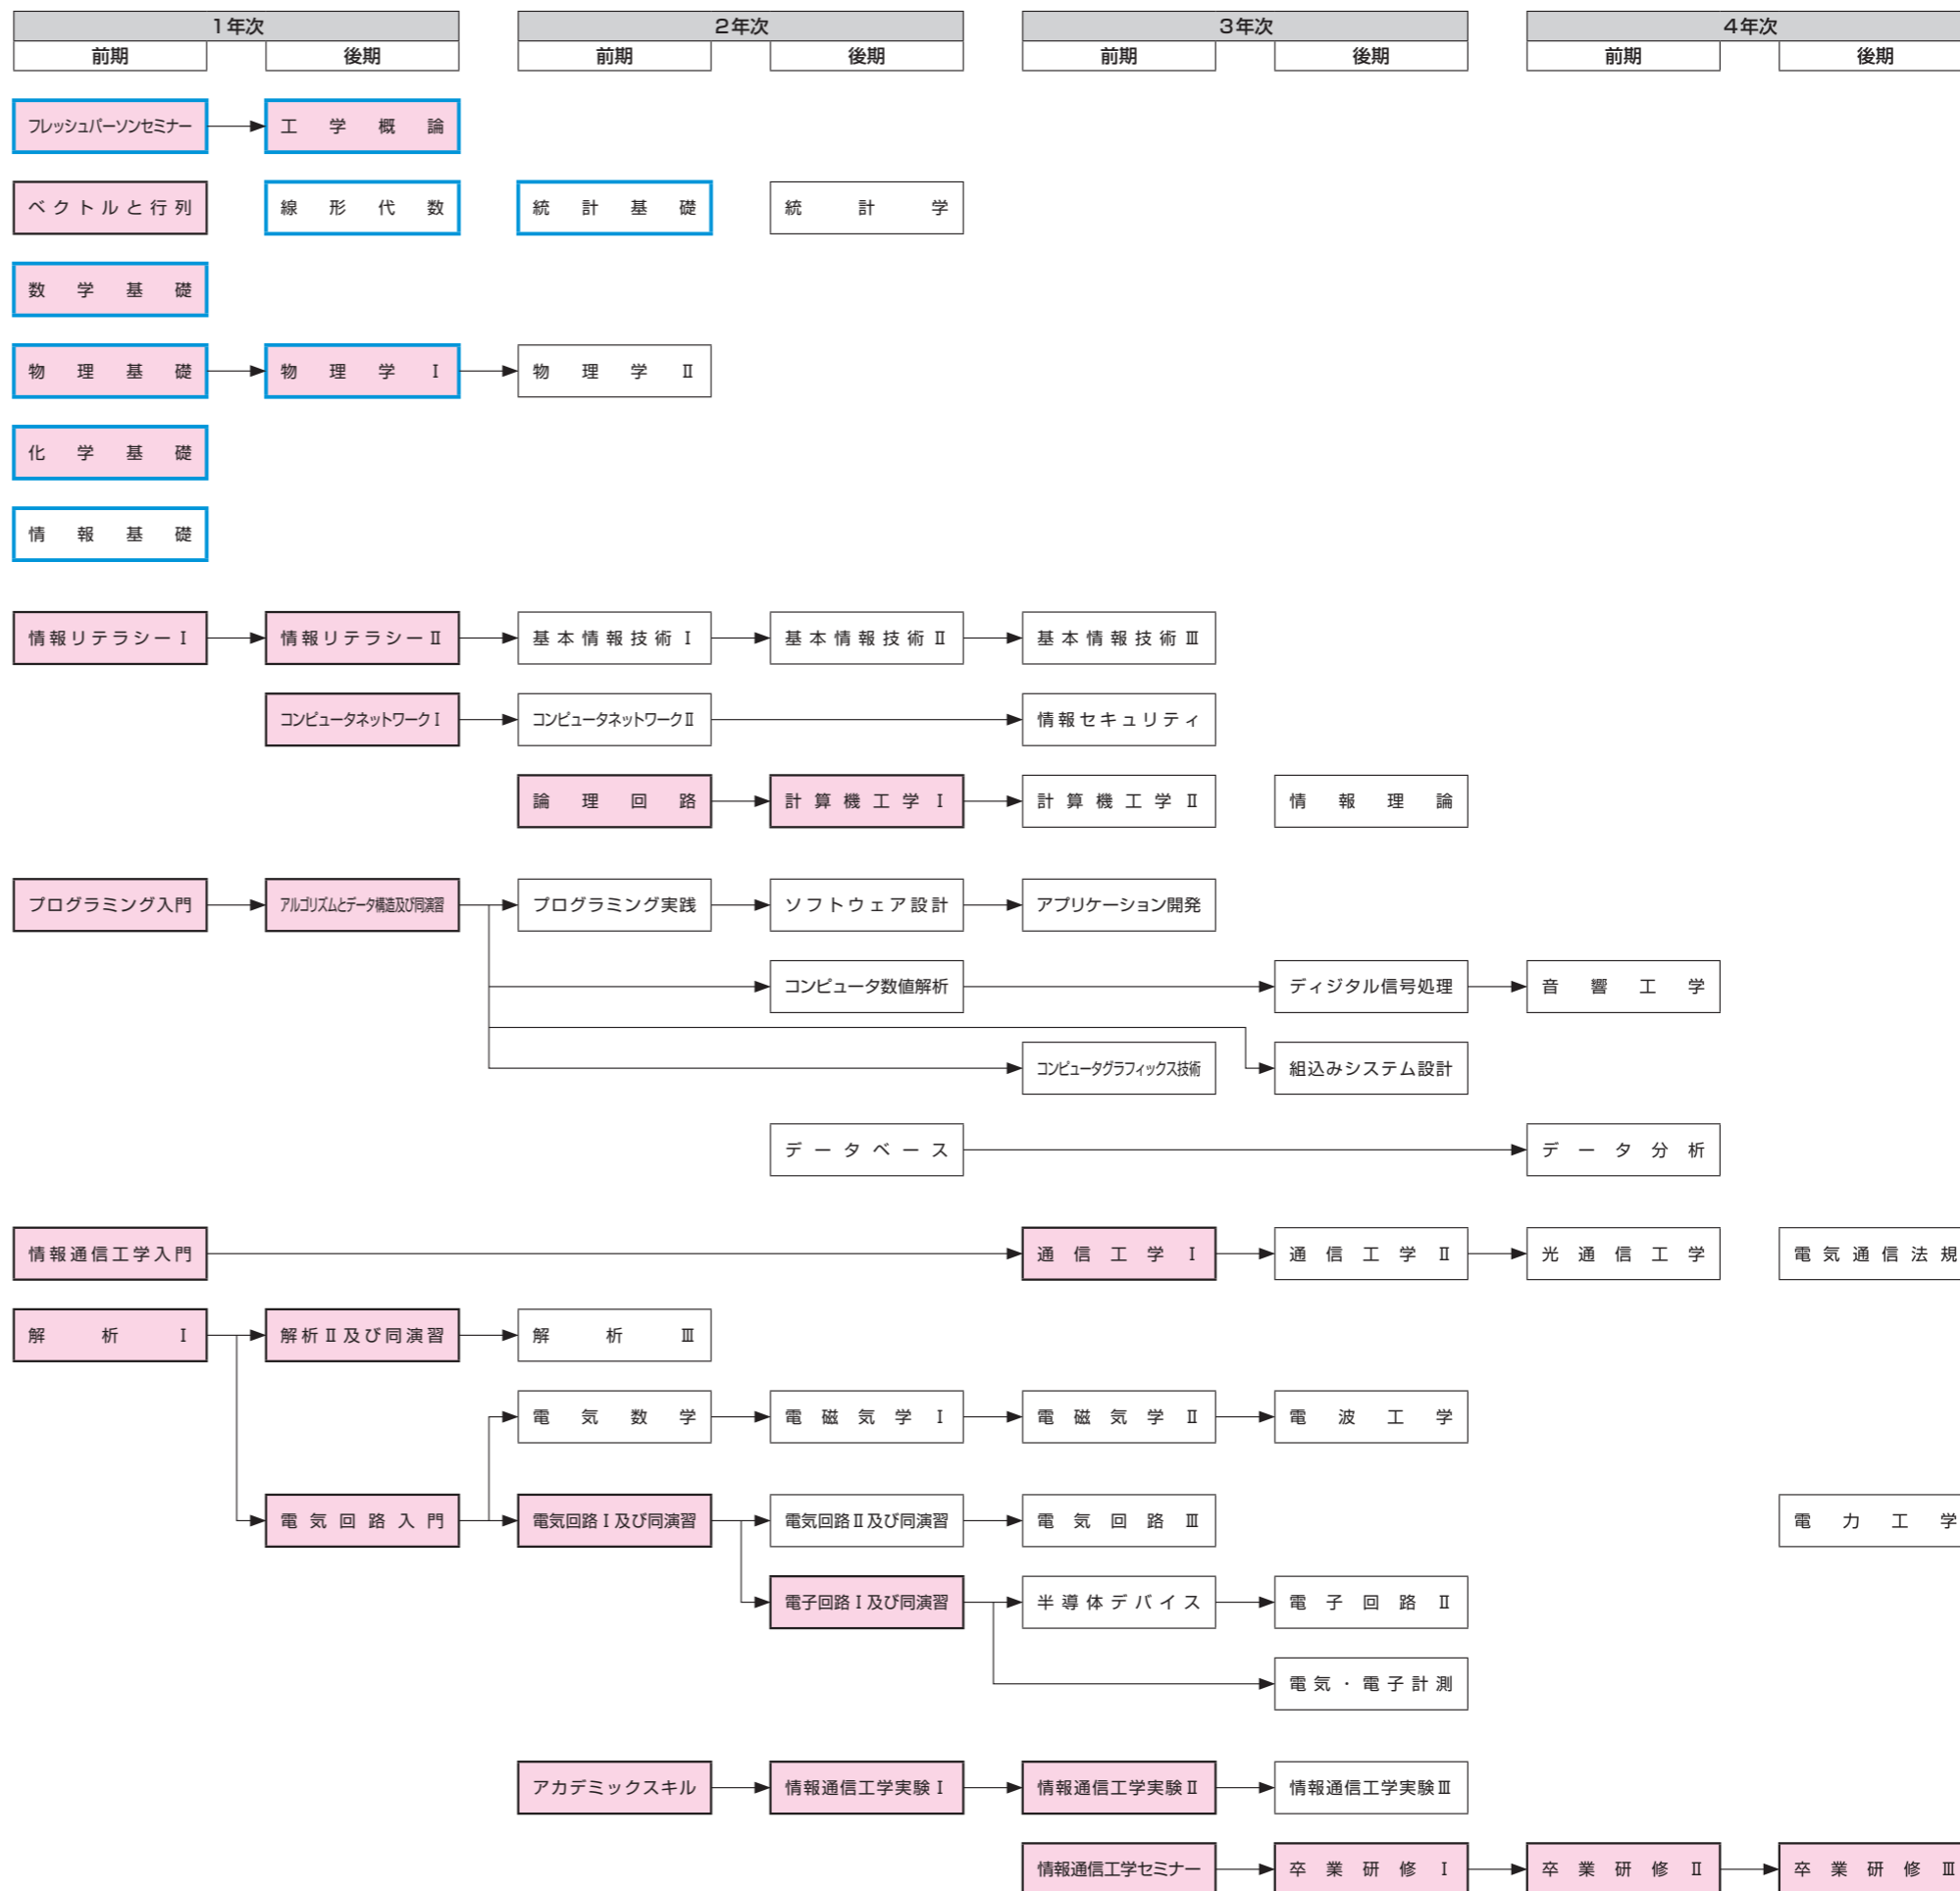 1年次 2年次 3年次 4年次
前期 後期 前期 後期 前期 後期 前期 後期
フレッシュパーソンセミナー 工学概論
ベクトルと行列 線形代数 統計基礎 統計学
数学基礎
物理基礎 物理学Ⅰ 物理学Ⅱ
化学基礎
情報基礎
情報リテラシーⅠ 情報リテラシーⅡ 基本情報技術Ⅰ 基本情報技術Ⅱ 基本情報技術Ⅲ
コンピュータネットワークⅠ コンピュータネットワークⅡ 情報セキュリティ
論理回路 計算機工学Ⅰ 計算機工学Ⅱ 情報理論
プログラミング入門 アルゴリズムとデータ構造及び同演習 プログラミング実践 ソフトウェア設計 アプリケーション開発
コンピュータ数値解析 ディジタル信号処理 音響工学
コンピュータグラフィックス技術 組込みシステム設計
データベース データ分析
情報通信工学入門 通信工学Ⅰ 通信工学Ⅱ 光通信工学 電気通信法規
解析Ⅰ 解析Ⅱ及び同演習 解析Ⅲ
電気数学 電磁気学Ⅰ 電磁気学Ⅱ 電波工学
電気回路入門 電気回路Ⅰ及び同演習 電気回路Ⅱ及び同演習 電気回路Ⅲ 電力工学
電子回路Ⅰ及び同演習 半導体デバイス 電子回路Ⅱ
電気・電子計測
アカデミックスキル 情報通信工学実験Ⅰ 情報通信工学実験Ⅱ 情報通信工学実験Ⅲ
情報通信工学セミナー 卒業研修Ⅰ 卒業研修Ⅱ 卒業研修Ⅲ